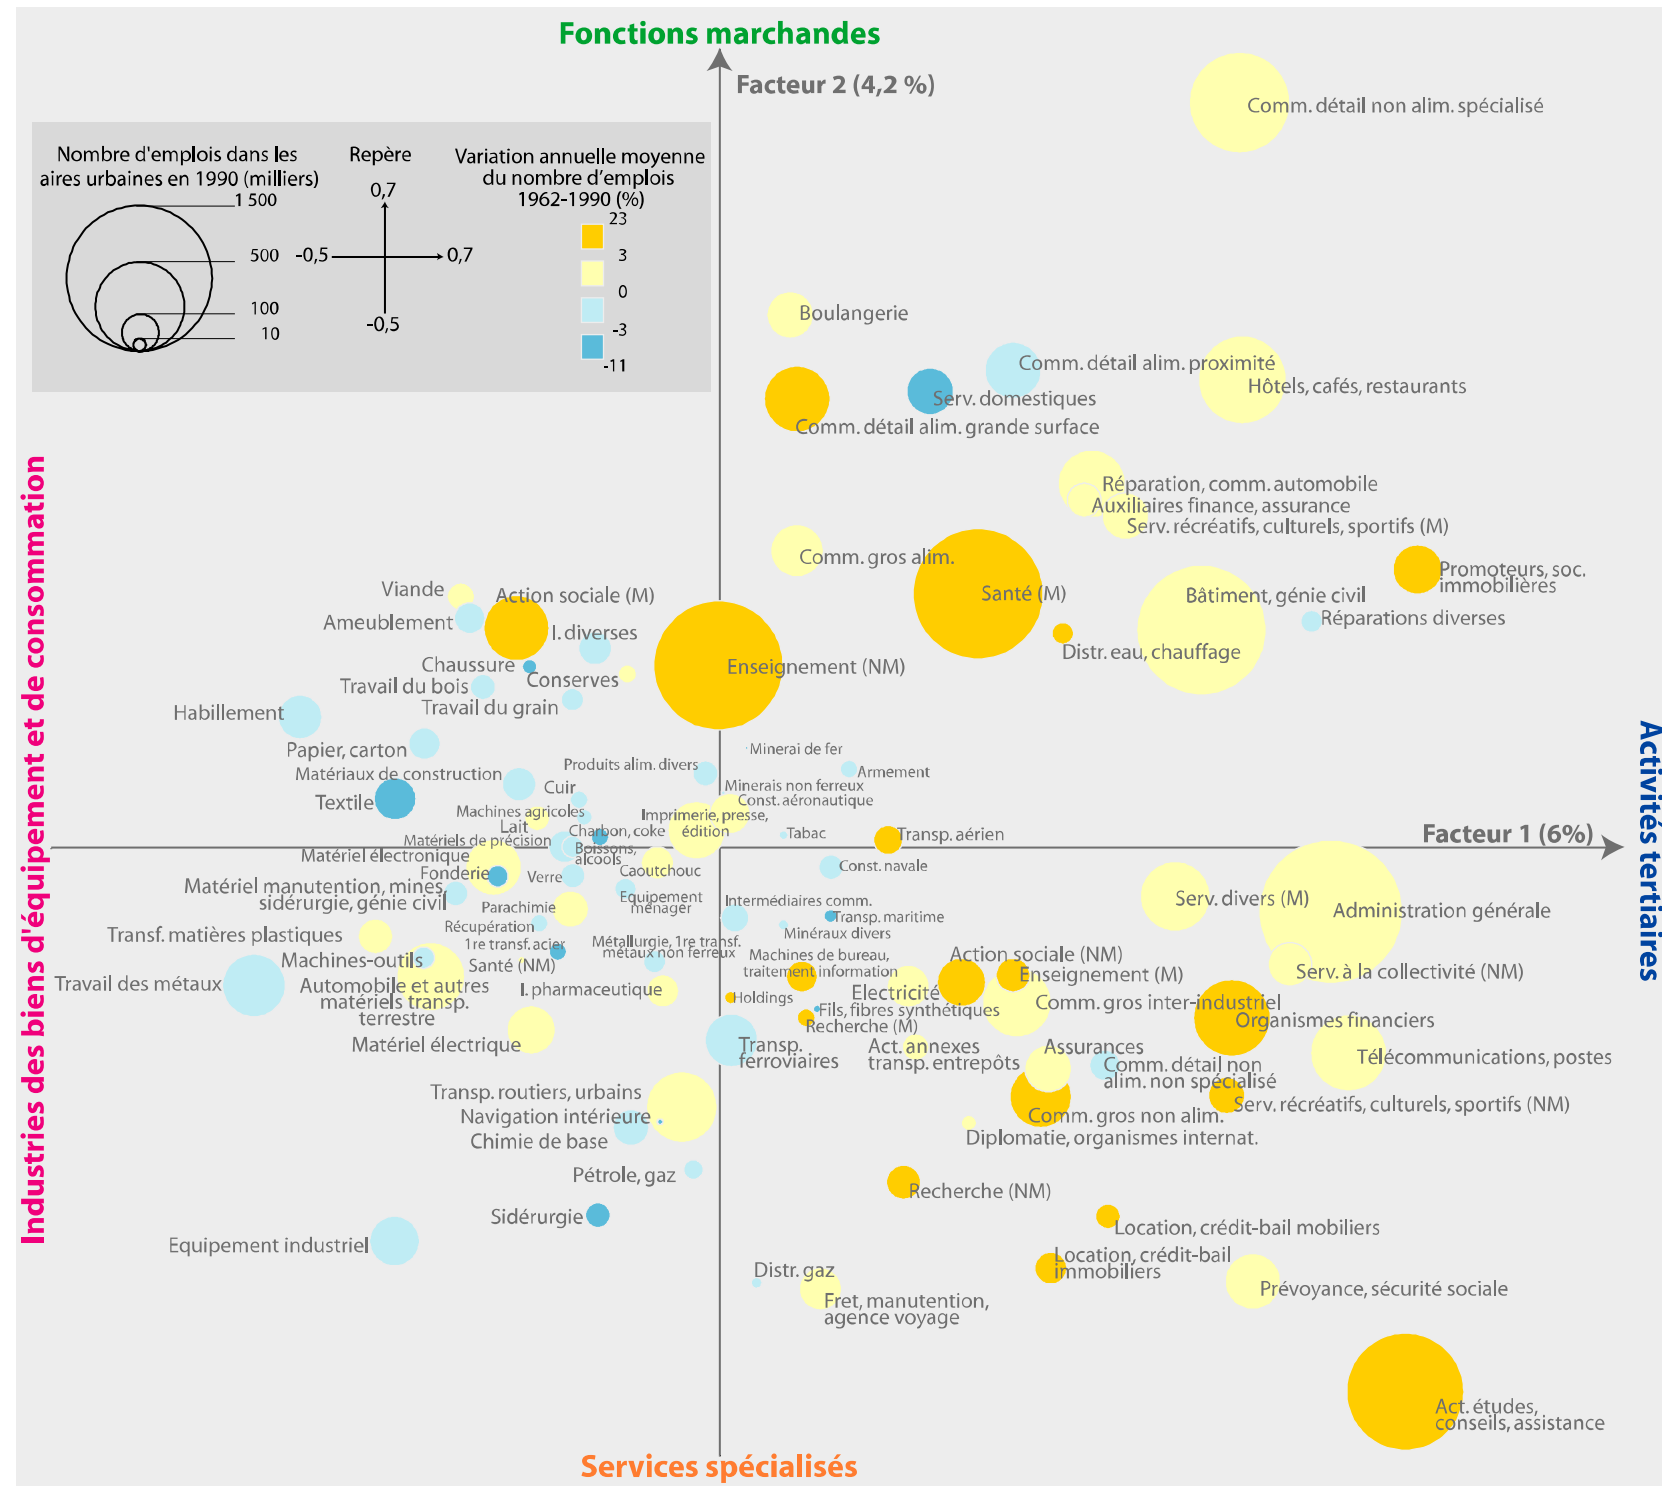 Fonctions marchandes
Facteur 2 (4,2 %)
Comm. détail non alim. spécialisé
Nombre d'emplois dans les
aires urbaines en 1990 (milliers)
1 500
500
100
10
Repère
0,7
-0,5
0,7
-0,5
Variation annuelle moyenne
du nombre d'emplois
1962-1990 (%)
23
3
0
-3
-11
Boulangerie
Comm. détail alim. proximité
Hôtels, cafés, restaurants
Serv. domestiques
Comm. détail alim. grande surface
Réparation, comm. automobile
Auxiliaires finance, assurance
Serv. récréatifs, culturels, sportifs (M)
Comm. gros alim.
Promoteurs, soc.
immobilières
Viande
Action sociale (M)
Santé (M)
Bâtiment, génie civil
Ameublement
I. diverses
Réparations diverses
Chaussure
Conserves
Enseignement (NM)
Distr. eau, chauffage
Travail du bois
Travail du grain
Habillement
Papier, carton
Minerai de fer
Matériaux de construction
Produits alim. divers
Armement
Cuir
Minerais non ferreux
Textile
Const. aéronautique
Machines agricoles
Imprimerie, presse,
édition
Lait
Charbon, coke
Tabac
Transp. aérien
Facteur 1 (6%)
Matériels de précision
Boissons,
alcools
Matériel électronique
Fonderie
Verre
Caoutchouc
Const. navale
Matériel manutention, mines,
sidérurgie, génie civil
Equipement
ménager
Parachimie
Intermédiaires comm.
Serv. divers (M)
Administration générale
Récupération
Transp. maritime
Minéraux divers
Transf. matières plastiques
1re transf. acier
Métallurgie, 1re transf.
métaux non ferreux
Machines de bureau,
traitement information
Action sociale (NM)
Machines-outils
Santé (NM)
Enseignement (M)
Serv. à la collectivité (NM)
Travail des métaux
Automobile et autres
matériels transp.
terrestre
I. pharmaceutique
Holdings
Electricité
Comm. gros inter-industriel
Fils, fibres synthétiques
Recherche (M)
Organismes financiers
Matériel électrique
Transp.
ferroviaires
Act. annexes
transp. entrepôts
Assurances
Comm. détail non
alim. non spécialisé
Télécommunications, postes
Transp. routiers, urbains
Navigation intérieure
Chimie de base
Comm. gros non alim.
Serv. récréatifs, culturels, sportifs (NM)
Diplomatie, organismes internat.
Pétrole, gaz
Recherche (NM)
Sidérurgie
Location, crédit-bail mobiliers
Equipement industriel
Location, crédit-bail
immobiliers
Distr. gaz
Prévoyance, sécurité sociale
Fret, manutention,
agence voyage
Act. études,
conseils, assistance
Services spécialisés
Industries des biens d'équipement et de consommation
Activités tertiaires